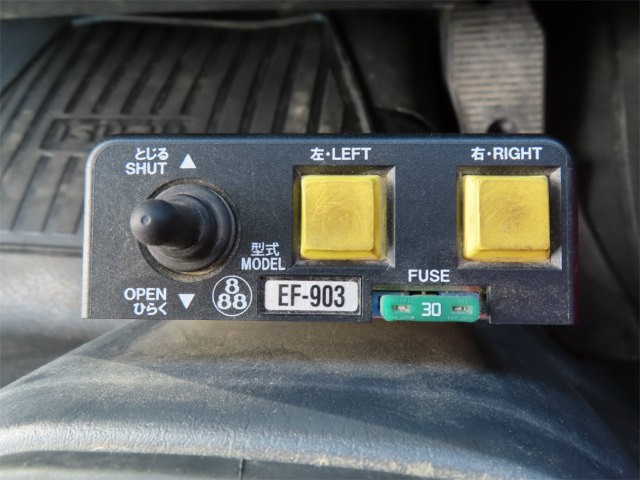 とじる
SHUT ▲
左・LEFT
右・RIGHT
型式
MODEL
OPEN ▼
ひらく
8
88
EF-903
FUSE
30